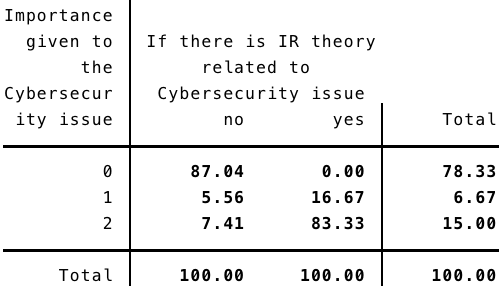 Importance
given to If there is IR theory
the related to
Cybersecur Cybersecurity issue
ity issue no yes Total
0 87.04 0.00 78.33
1 5.56 16.67 6.67
2 7.41 83.33 15.00
Total 100.00 100.00 100.00